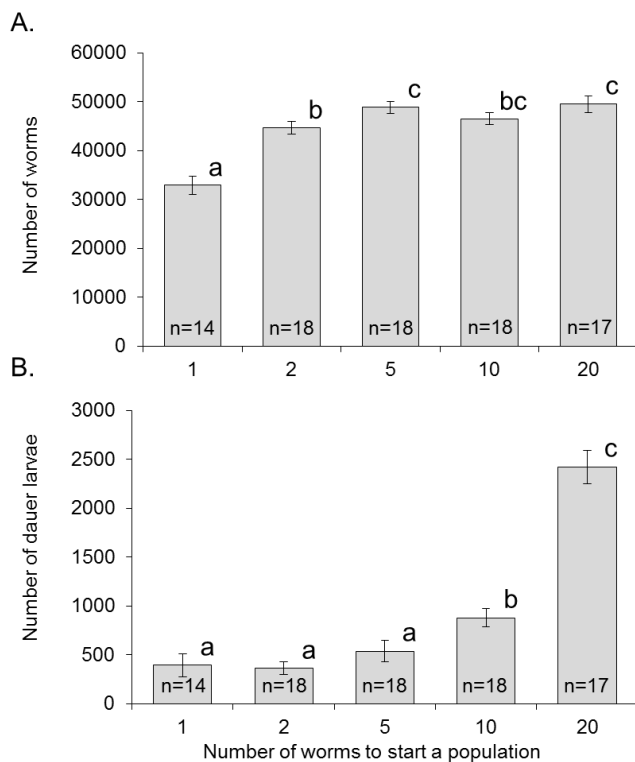 A.
Number of worms
60000
50000
40000
30000
20000
10000
0
a
b
c
bc
c
n=14
n=18
n=18
n=18
n=17
1
2
5
10
20
B.
Number of dauer larvae
3000
2500
2000
1500
1000
500
0
a
a
a
b
c
n=14
n=18
n=18
n=18
n=17
1
2
5
10
20
Number of worms to start a population